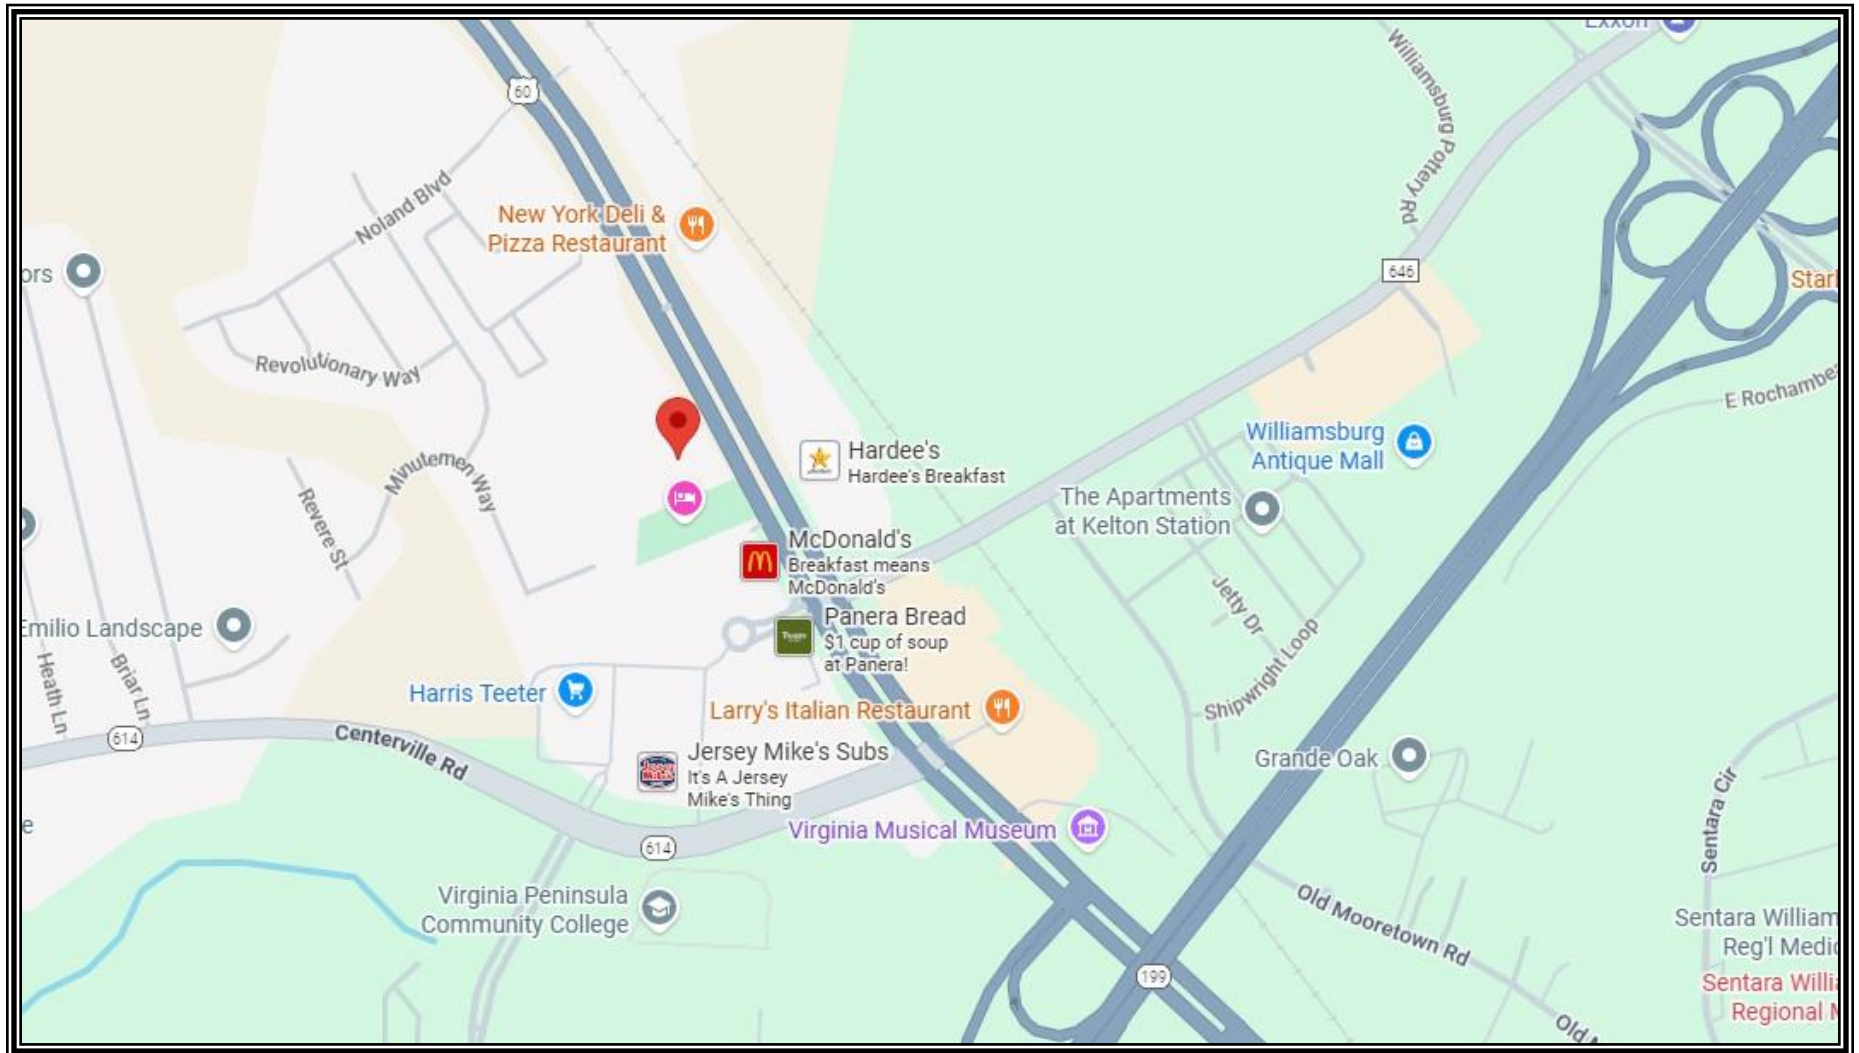 Exxon
60
Williamsburg Pottery Rd
Noland Blvd
New York Deli &
Pizza Restaurant
ors
646
Revolutionary Way
E Rochambe
Hardee's
Hardee's Breakfast
Williamsburg
Antique Mall
Minutemen Way
Revere St
The Apartments
at Kelton Station
McDonald's
Breakfast means
McDonald's
Jetty Dr
Panera Bread
$1 cup of soup
at Panera!
Emilio Landscape
Heath Ln
Briar Ln
Harris Teeter
Larry's Italian Restaurant
Shipwright Loop
614
Centerville Rd
Jersey Mike's Subs
It's A Jersey
Mike's Thing
Grande Oak
Sentara Cir
e
Virginia Musical Museum
614
Virginia Peninsula
Community College
Old Mooretown Rd
Sentara William
Reg'l Medic
199
Sentara Willia
Regional M
Old